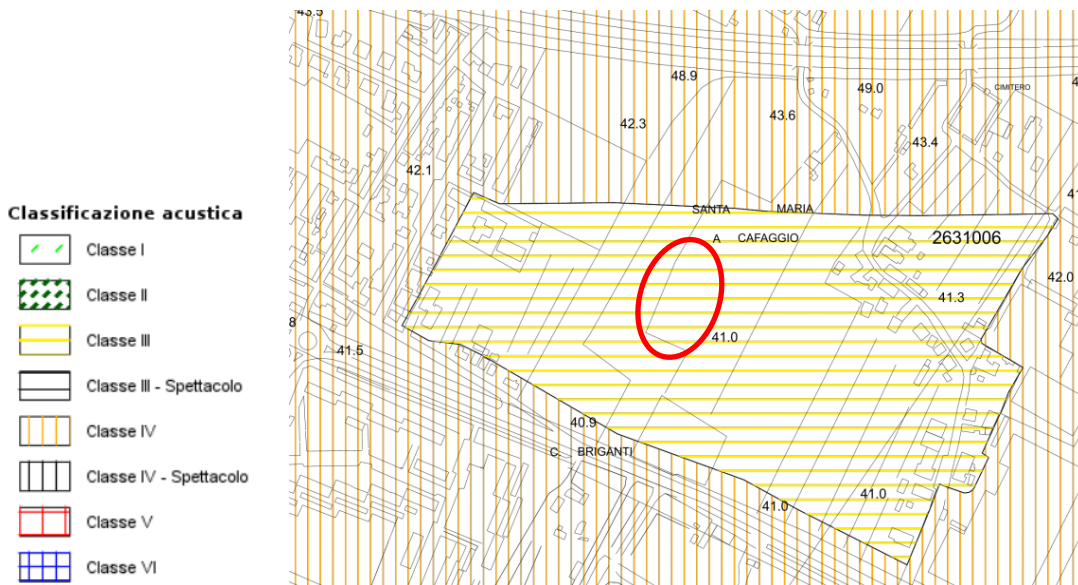 Classificazione acustica
Classe I
Classe II
Classe III
Classe III - Spettacolo
Classe IV
Classe IV - Spettacolo
Classe V
Classe VI
43.5
48.9
49.0
CIMITERO
42.3
43.6
43.4
42.1
SANTA MARIA
A CAFAGGIO
2631006
42.0
41.3
8
41.5
41.0
40.9
C. BRIGANTI
41.0
41.0